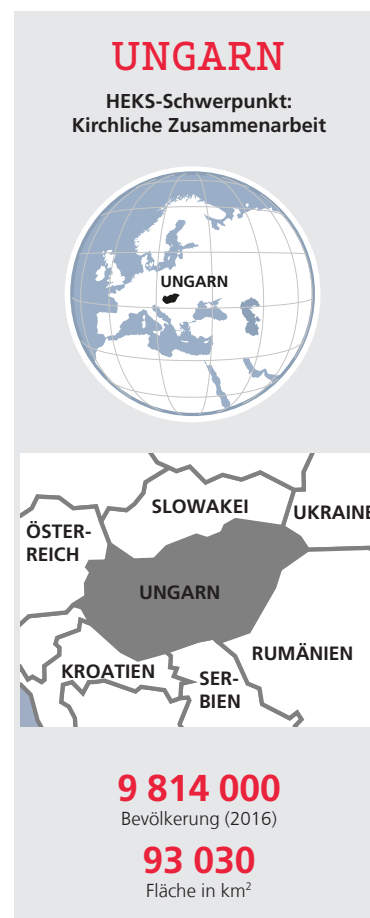 UNGARN
HEKS-Schwerpunkt:
Kirchliche Zusammenarbeit
UNGARN
SLOWAKEI
UKRAINE
ÖSTER-
REICH
UNGARN
RUMÄNIEN
KROATIEN
SER-
BIEN
9 814 000
Bevölkerung (2016)
93 030
Fläche in km²